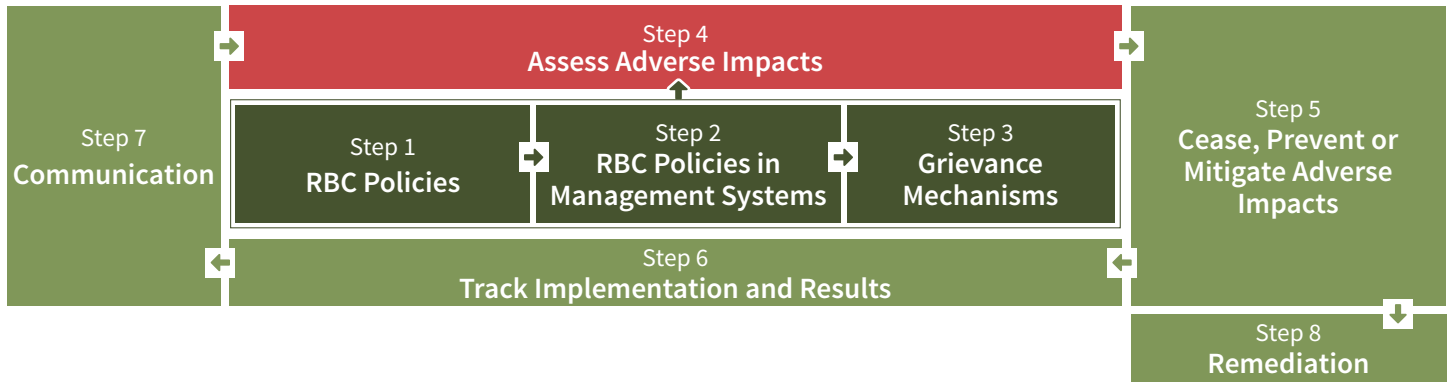 Step 4
Assess Adverse Impacts
Step 7
Communication
Step 1
RBC Policies
Step 2
RBC Policies in
Management Systems
Step 3
Grievance
Mechanisms
Step 5
Cease, Prevent or
Mitigate Adverse
Impacts
Step 6
Track Implementation and Results
Step 8
Remediation